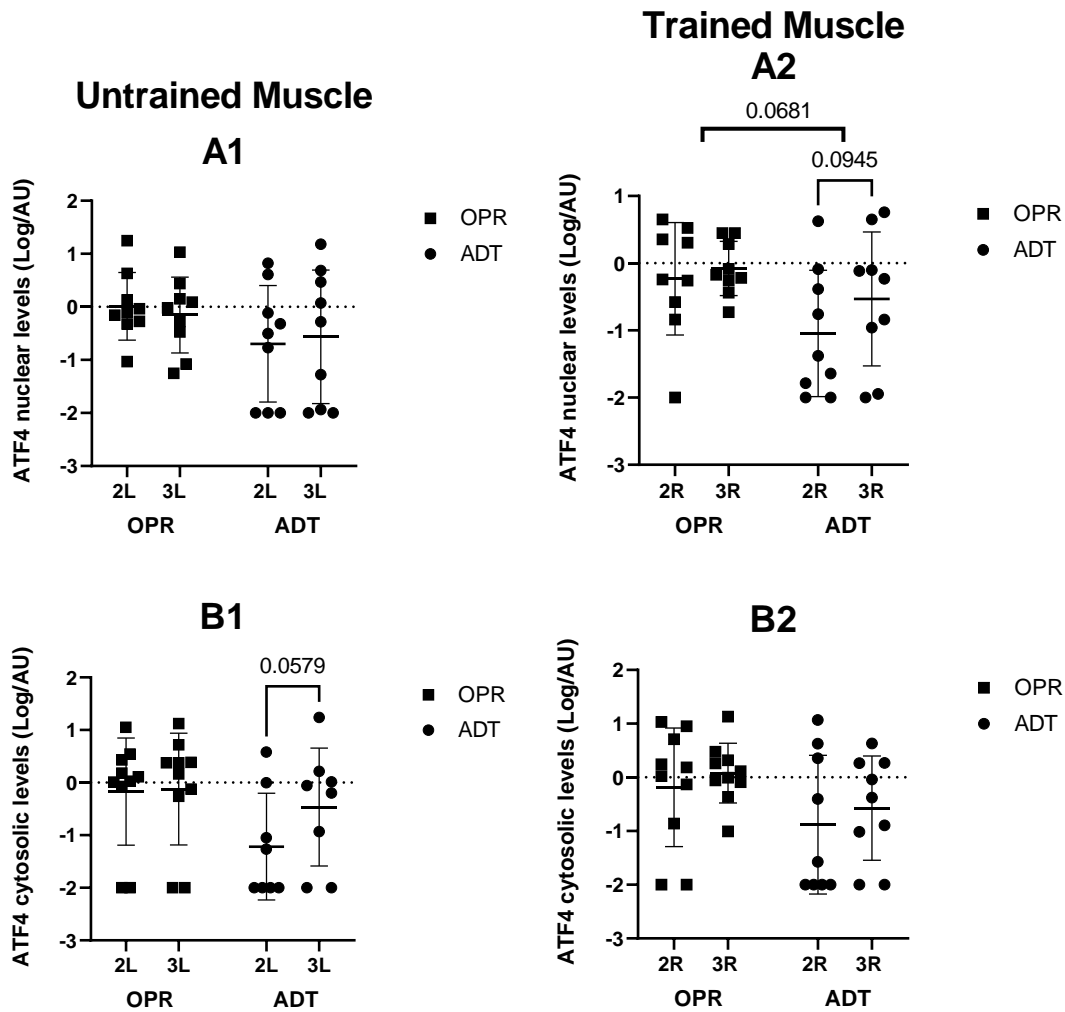 Untrained Muscle
A1
ATF4 nuclear levels (Log/AU)
2
1
0
-1
-2
-3
2L 3L 2L 3L
OPR ADT
OPR
ADT
Trained Muscle
A2
0.0681
0.0945
ATF4 nuclear levels (Log/AU)
1
0
-1
-2
-3
2R 3R 2R 3R
OPR ADT
OPR
ADT
B1
0.0579
ATF4 cytosolic levels (Log/AU)
2
1
0
-1
-2
-3
2L 3L 2L 3L
OPR ADT
OPR
ADT
B2
ATF4 cytosolic levels (Log/AU)
2
1
0
-1
-2
-3
2R 3R 2R 3R
OPR ADT
OPR
ADT